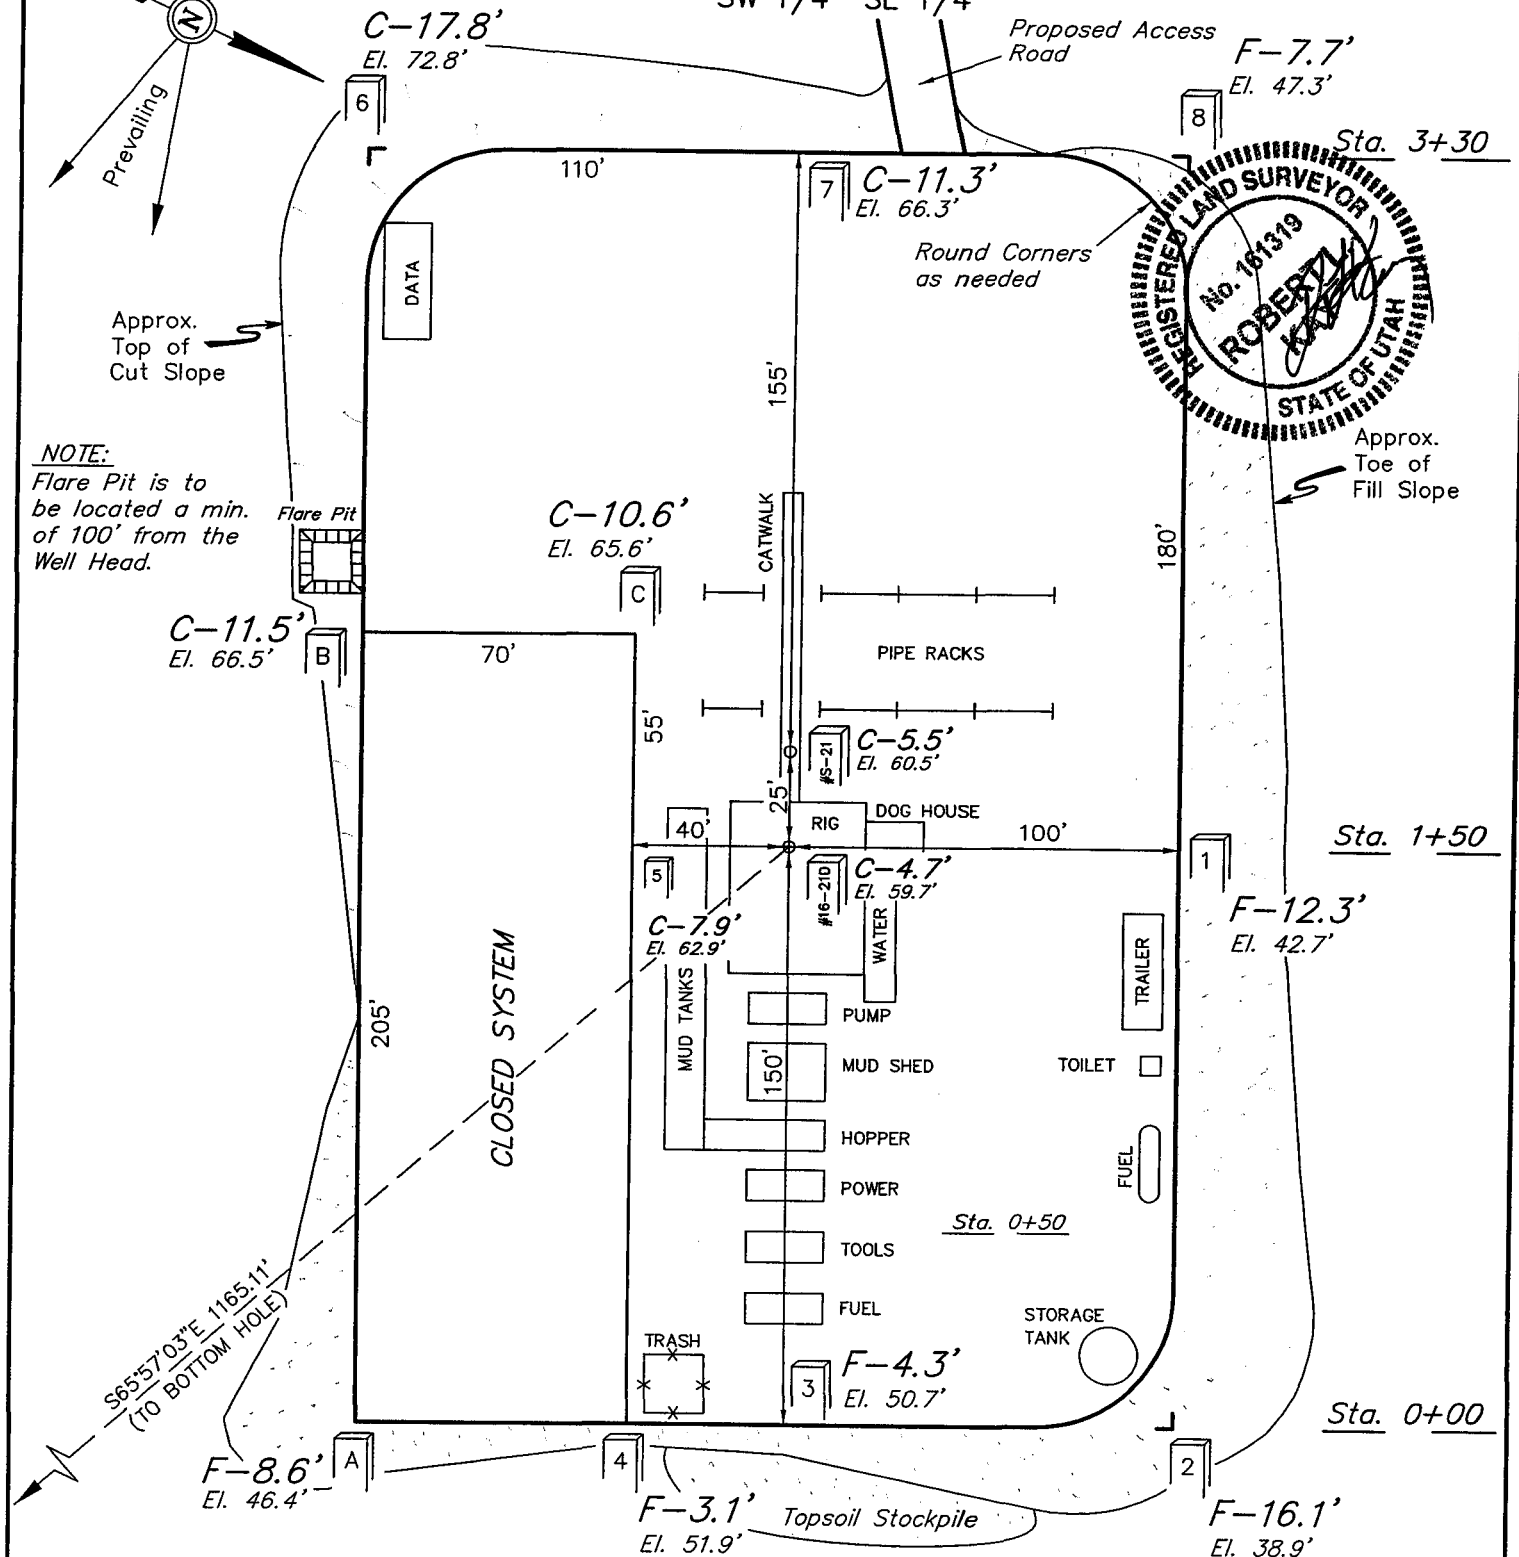 SW 1/4 SE 1/4
N
Prevailing
C-17.8'
El. 72.8'
6
Proposed Access
Road
F-7.7'
El. 47.3'
8
Sta. 3+30
110'
7
C-11.3'
El. 66.3'
Round Corners
as needed
REGISTERED LAND SURVEYOR
No. 161319
ROBERT
STATE OF UTAH
DATA
Approx.
Top of
Cut Slope
155'
NOTE:
Flare Pit is to
be located a min.
of 100' from the
Well Head.
Flare Pit
Approx.
Toe of
Fill Slope
C-10.6'
El. 65.6'
C
CATWALK
180'
C-11.5'
El. 66.5'
B
70'
PIPE RACKS
55'
#S-21
C-5.5'
El. 60.5'
25'
RIG
DOG HOUSE
40'
100'
Sta. 1+50
1
5
#16-21D
C-4.7'
El. 59.7'
F-12.3'
El. 42.7'
C-7.9'
El. 62.9'
WATER
TRAILER
MUD TANKS
CLOSED SYSTEM
205'
PUMP
150'
MUD SHED
TOILET
HOPPER
FUEL
POWER
Sta. 0+50
TOOLS
FUEL
S65°57'03"E 1165.11'
(TO BOTTOM HOLE)
STORAGE
TANK
TRASH
3
F-4.3'
El. 50.7'
Sta. 0+00
A
F-8.6'
El. 46.4'
4
2
F-3.1'
El. 51.9'
Topsoil Stockpile
F-16.1'
El. 38.9'